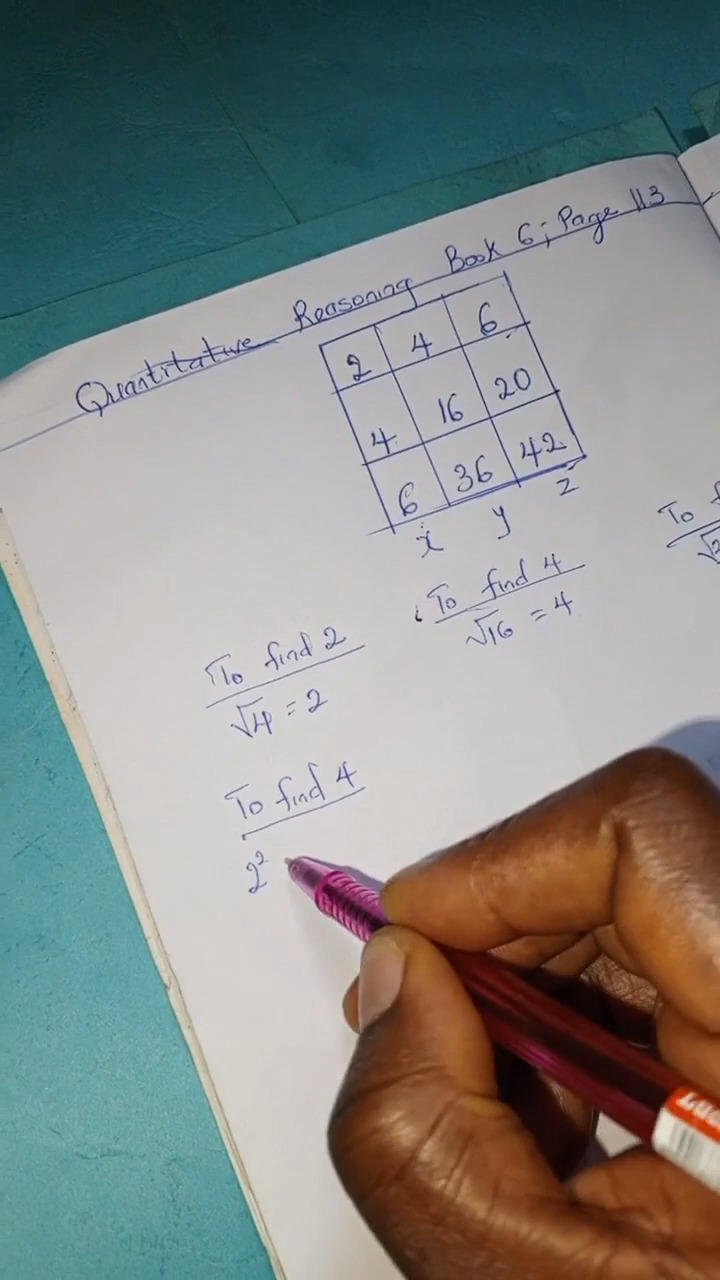 Quantitative Reasoning Book 6; Page 113
2 4 6
4 16 20
6 36 42
x y z
To find 2
√4 = 2
To find 4
√16 = 4
To
To find 4
2²